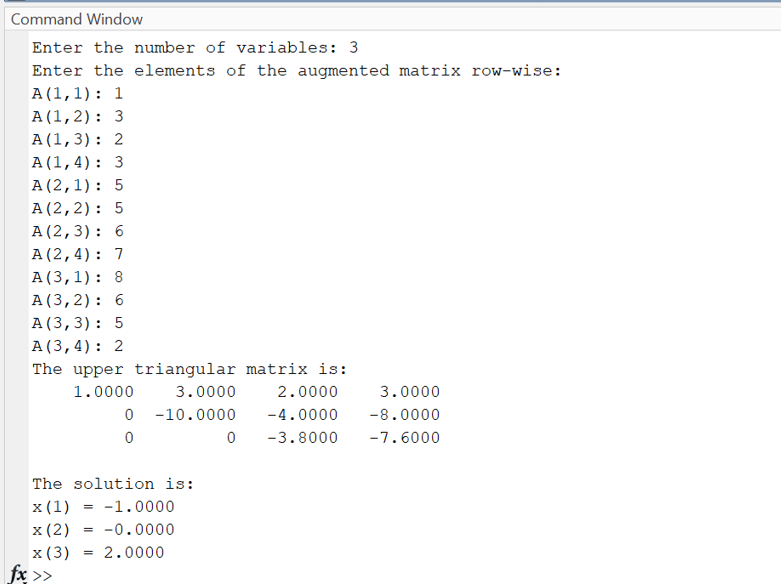 Command Window
Enter the number of variables: 3
Enter the elements of the augmented matrix row-wise:
A(1,1): 1
A(1,2): 3
A(1,3): 2
A(1,4): 3
A(2,1): 5
A(2,2): 5
A(2,3): 6
A(2,4): 7
A(3,1): 8
A(3,2): 6
A(3,3): 5
A(3,4): 2
The upper triangular matrix is:
1.0000 3.0000 2.0000 3.0000
0 -10.0000 -4.0000 -8.0000
0 0 -3.8000 -7.6000
The solution is:
x(1) = -1.0000
x(2) = -0.0000
x(3) = 2.0000
fx >>